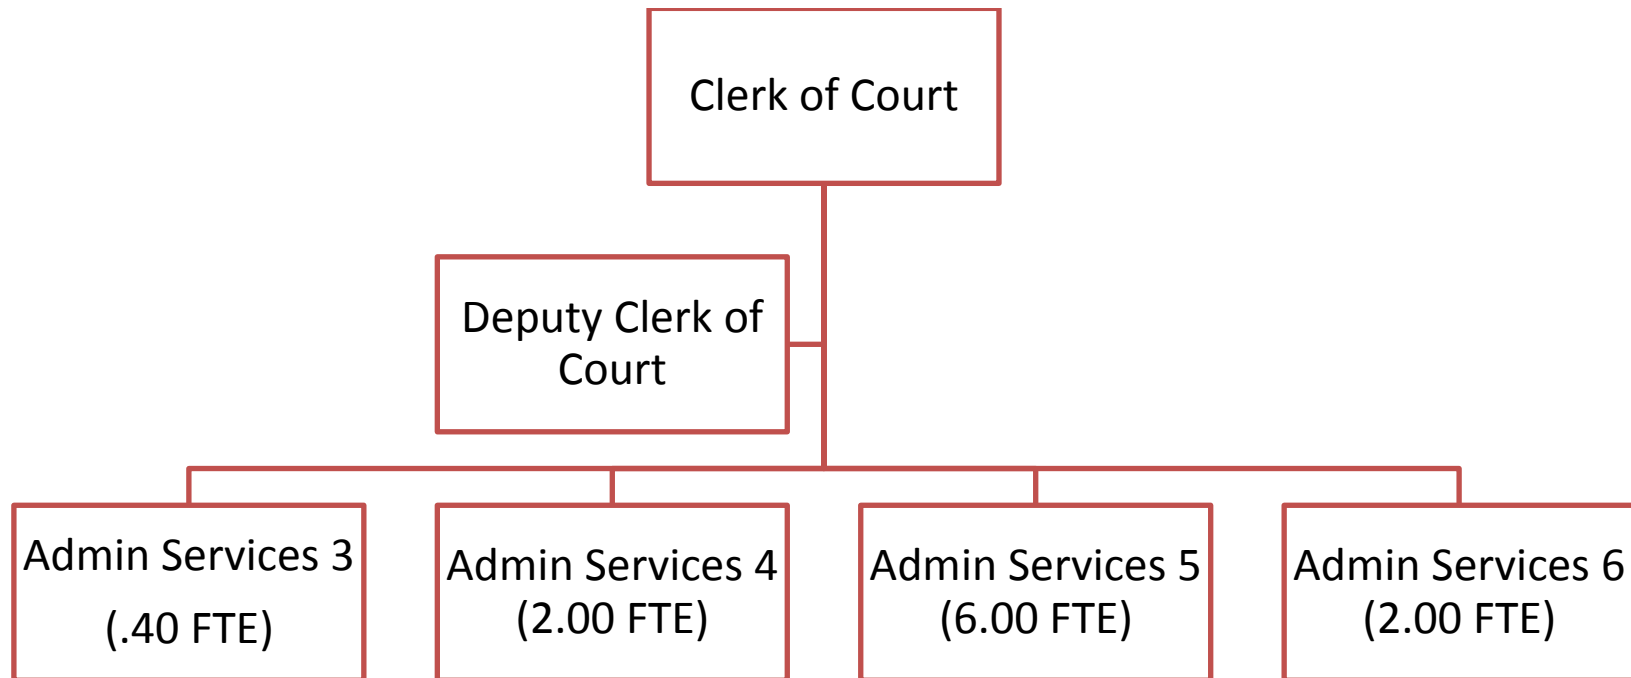 Clerk of Court
Deputy Clerk of
Court
Admin Services 3
(.40 FTE)
Admin Services 4
(2.00 FTE)
Admin Services 5
(6.00 FTE)
Admin Services 6
(2.00 FTE)